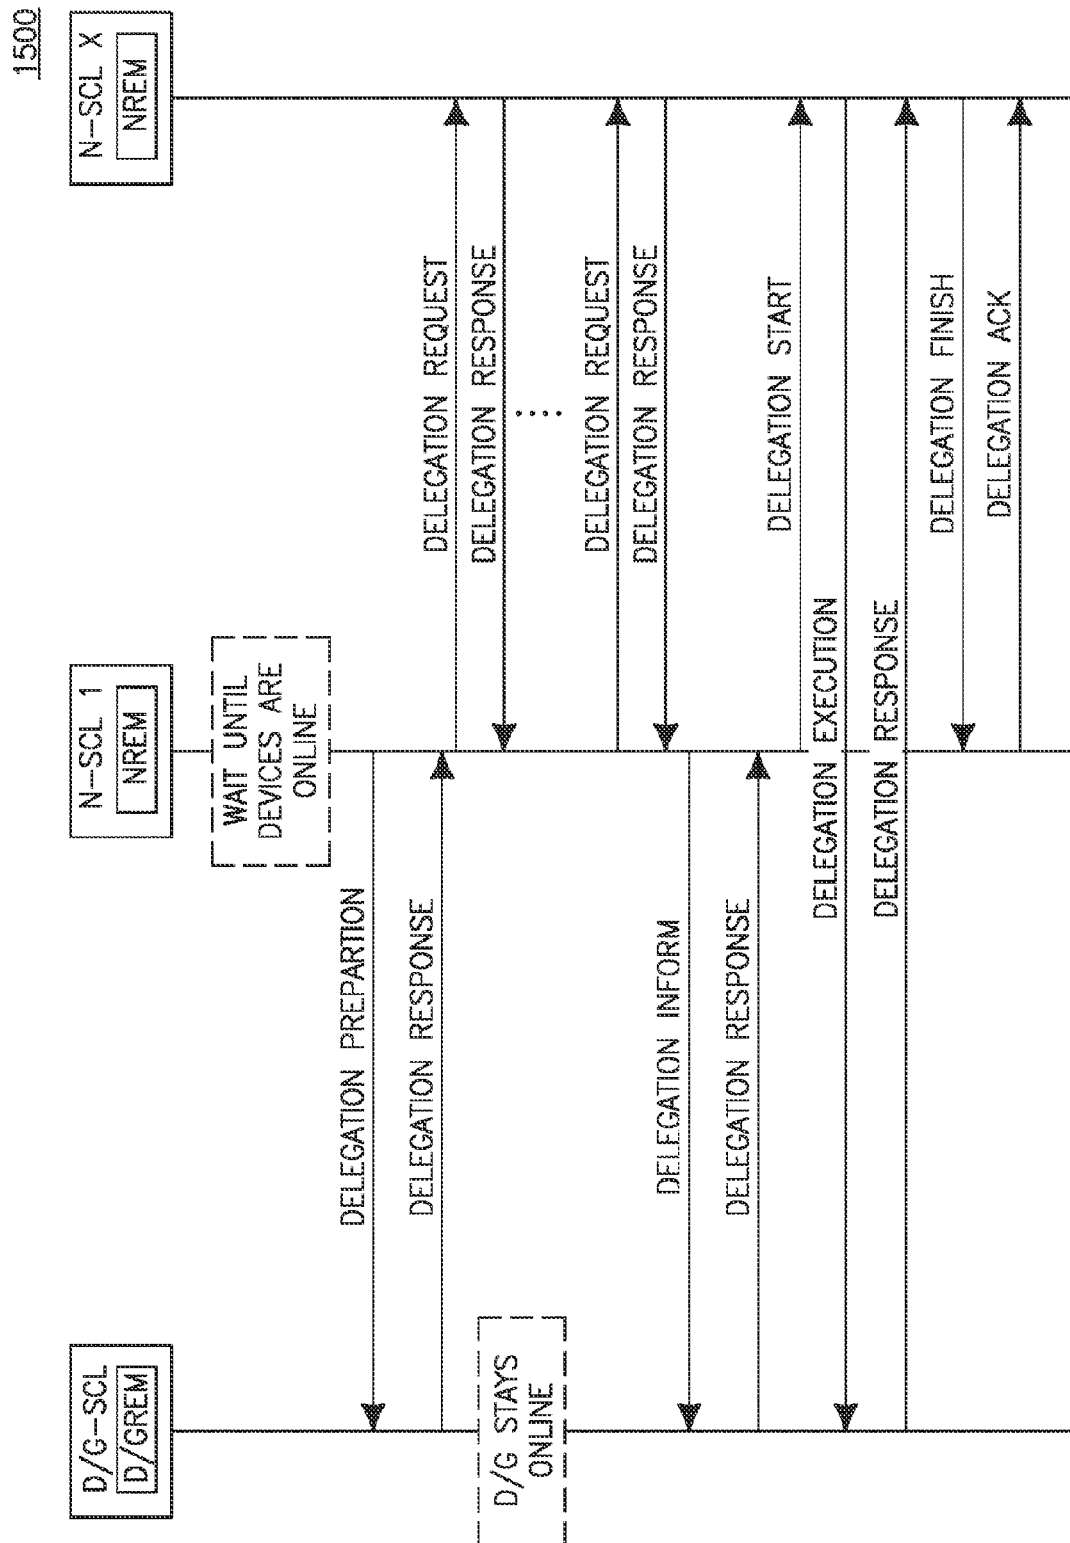 1500
D/G-SCL
D/GREM
N-SCL 1
NREM
N-SCL X
NREM
WAIT UNTIL
DEVICES ARE
ONLINE
DELEGATION PREPARTION
DELEGATION RESPONSE
DELEGATION REQUEST
DELEGATION RESPONSE
D/G STAYS
ONLINE
....
DELEGATION REQUEST
DELEGATION RESPONSE
DELEGATION INFORM
DELEGATION RESPONSE
DELEGATION START
DELEGATION EXECUTION
DELEGATION RESPONSE
DELEGATION FINISH
DELEGATION ACK